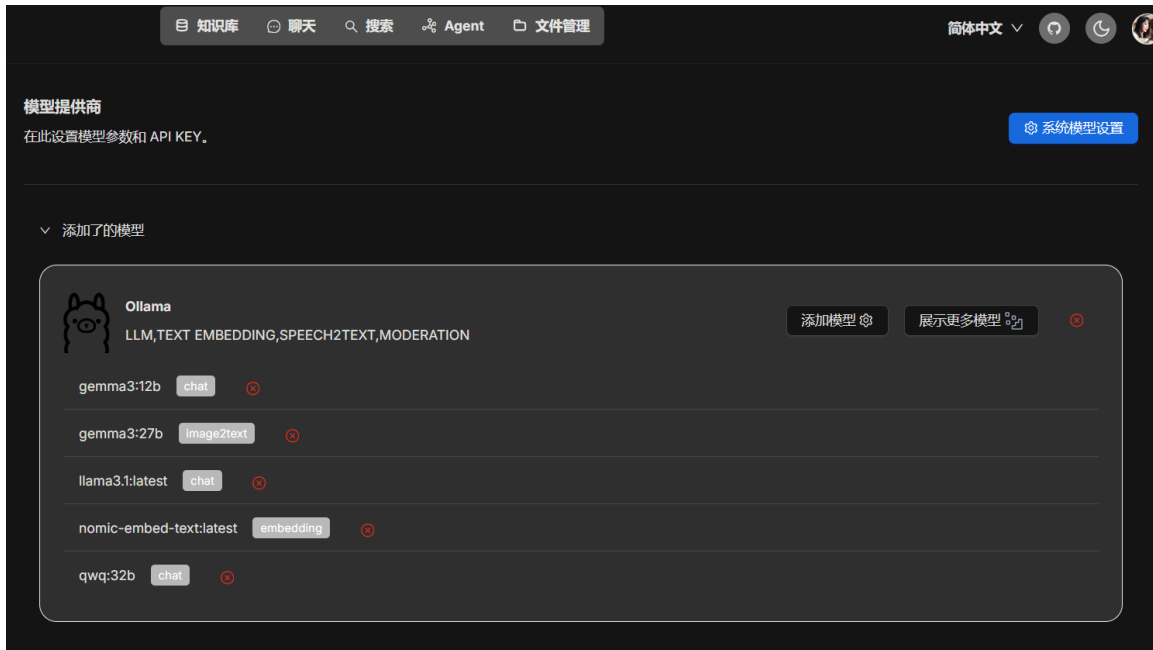 知识库 聊天 搜索 Agent 文件管理 简体中文
模型提供商
在此设置模型参数和 API KEY。
系统模型设置
添加了的模型
Ollama
LLM,TEXT EMBEDDING,SPEECH2TEXT,MODERATION
添加模型 展示更多模型
gemma3:12b chat
gemma3:27b image2text
llama3.1:latest chat
nomic-embed-text:latest embedding
qwq:32b chat